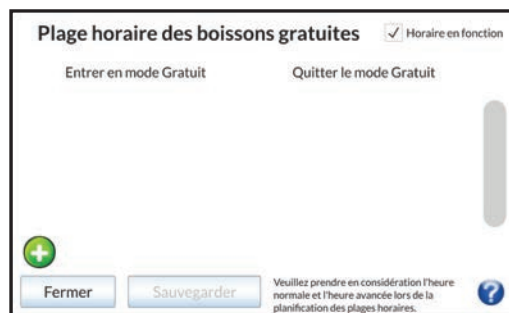 Plage horaire des boissons gratuites
Horaire en fonction
Entrer en mode Gratuit
Quitter le mode Gratuit
Fermer
Sauvegarder
Veuillez prendre en considération l'heure
normale et l'heure avancée lors de la
planification des plages horaires.
?